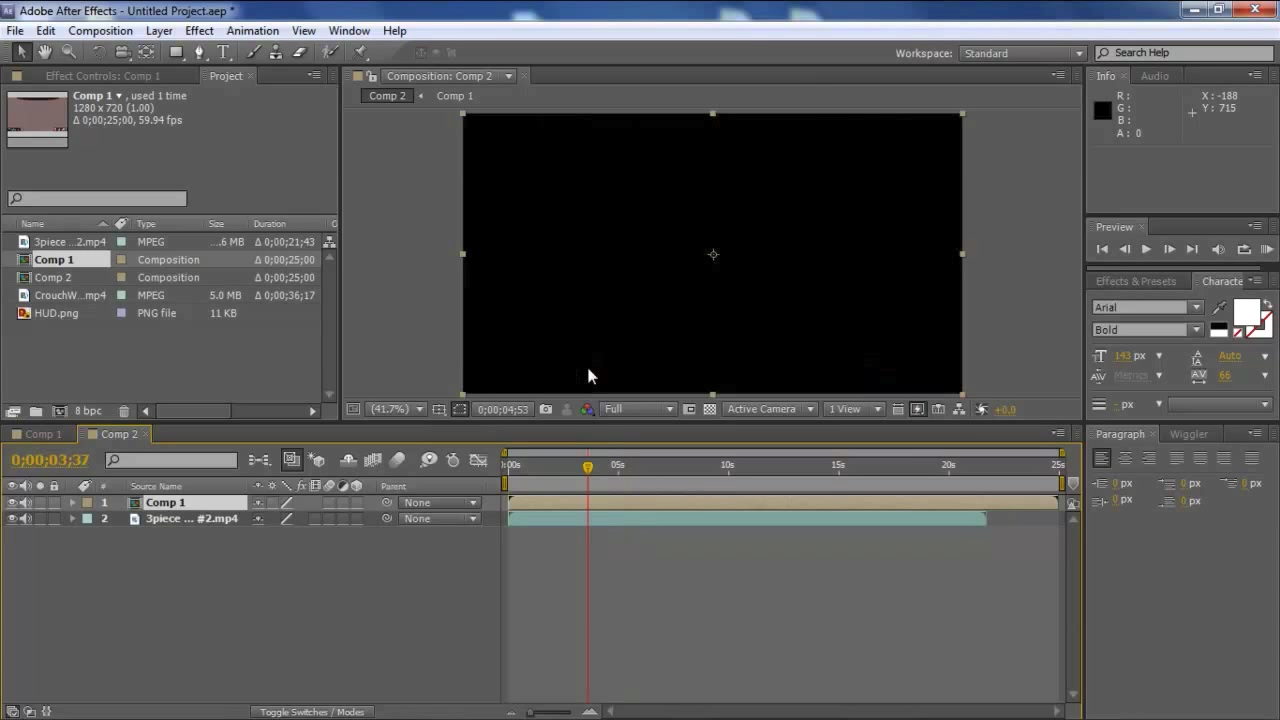 Adobe After Effects - Untitled Project.aep *
File Edit Composition Layer Effect Animation View Window Help
Workspace: Standard Search Help
Effect Controls: Comp 1 Project Composition: Comp 2 Info Audio
Comp 1 , used 1 time
1280 x 720 (1.00)
Δ 0;00;25;00, 59.94 fps
Comp 2 Comp 1
R: X: -188
G: Y: 715
B:
A: 0
Name Type Size Duration
3piece ...2.mp4 MPEG ....6 MB Δ 0;00;21;43
Comp 1 Composition Δ 0;00;25;00
Comp 2 Composition Δ 0;00;25;00
CrouchW...mp4 MPEG 5.0 MB Δ 0;00;36;17
HUD.png PNG file 11 KB
Preview
Effects & Presets Characte
Arial
Bold
143 px Auto
Metrics 66
- px
8 bpc
(41.7%) 0;00;04;53 Full Active Camera 1 View +0.0
Comp 1 Comp 2
Paragraph Wiggler
0;00;03;37
:00s 05s 10s 15s 20s 25s
# Source Name Parent
1 Comp 1 None
2 3piece ... #2.mp4 None
0 px 0 px 0 px
0 px 0 px
Toggle Switches / Modes